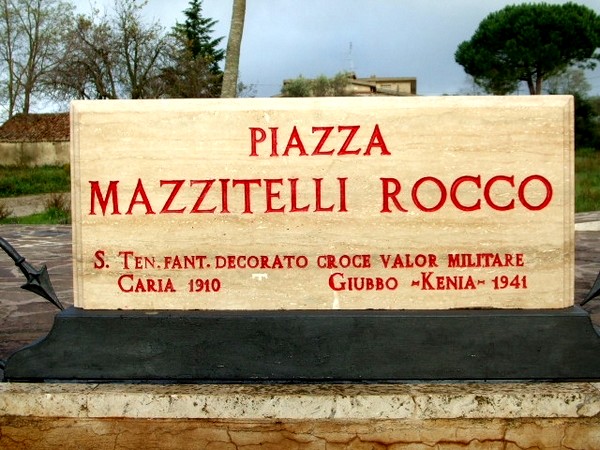 PIAZZA
MAZZITELLI ROCCO
S. TEN. FANT. DECORATO CROCE VALOR MILITARE
CARIA 1910 GIUBBO ~KENIA~ 1941